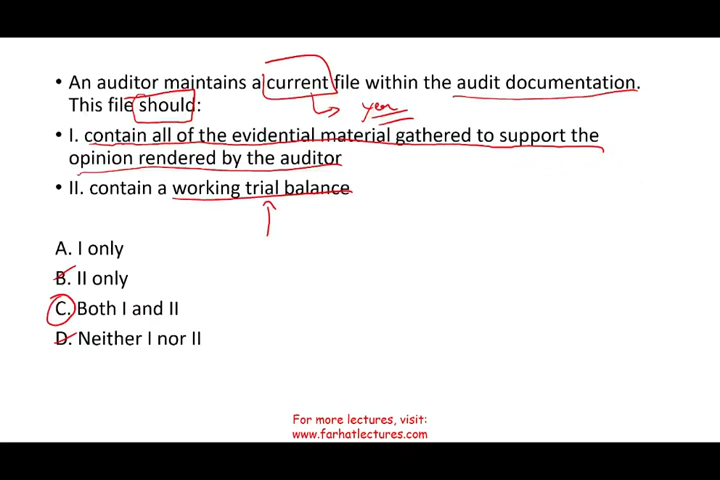 • An auditor maintains a current file within the audit documentation.
This file should:
year
• I. contain all of the evidential material gathered to support the
opinion rendered by the auditor
• II. contain a working trial balance
A. I only
B. II only
C. Both I and II
D. Neither I nor II
For more lectures, visit:
www.farhatlectures.com